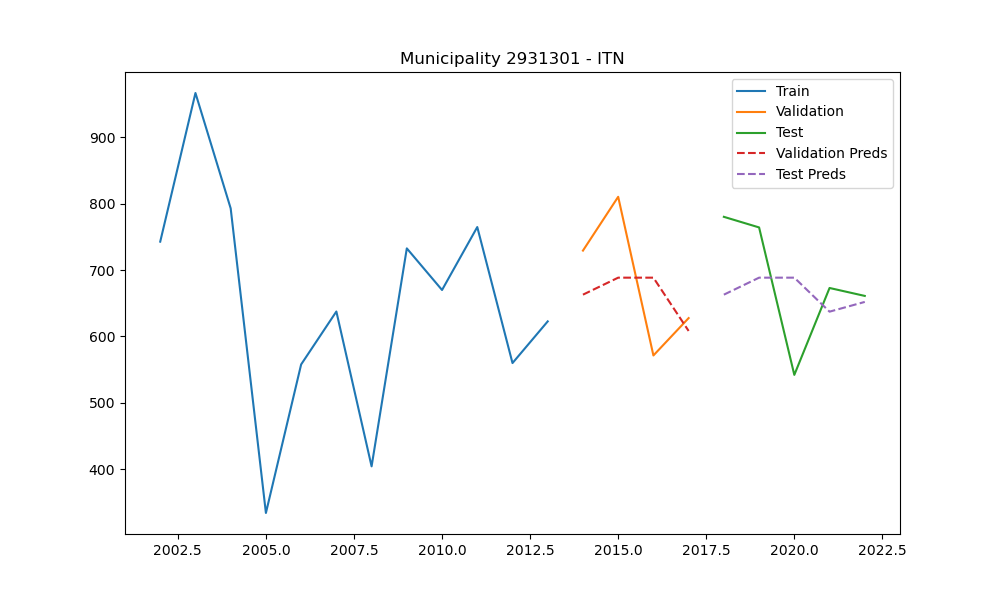 Municipality 2931301 - ITN
Train
Validation
Test
Validation Preds
Test Preds
900
800
700
600
500
400
2002.5 2005.0 2007.5 2010.0 2012.5 2015.0 2017.5 2020.0 2022.5